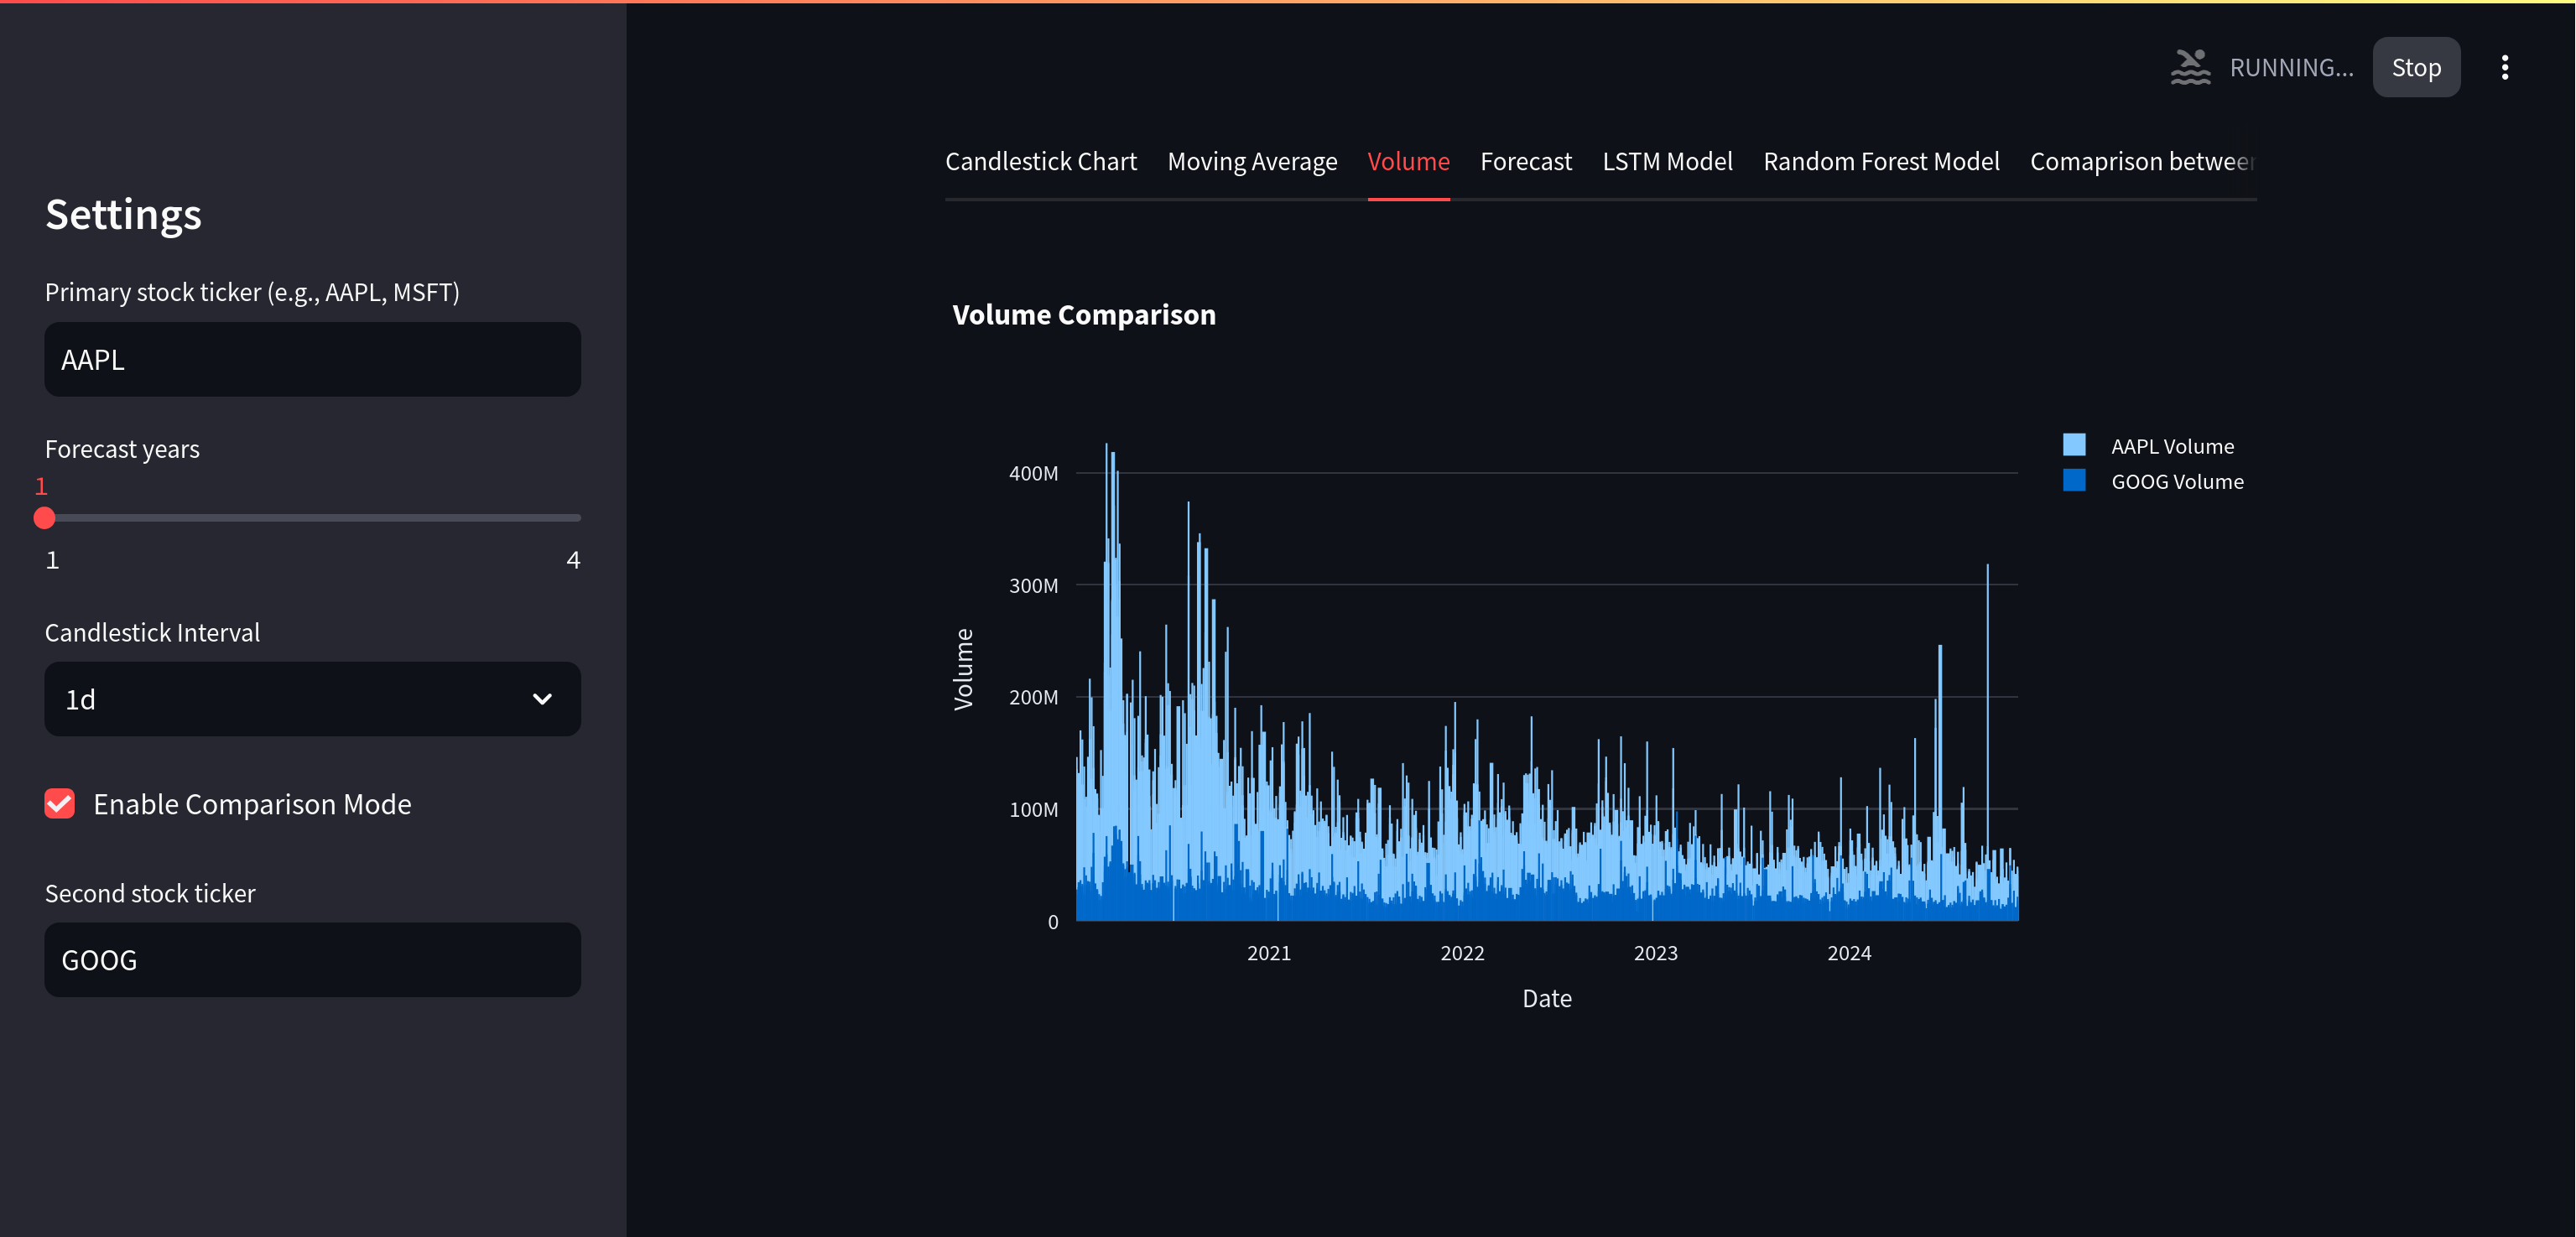 RUNNING...
Stop
Candlestick Chart Moving Average Volume Forecast LSTM Model Random Forest Model Comaprison between
Settings
Primary stock ticker (e.g., AAPL, MSFT)
AAPL
Forecast years
1
1 4
Candlestick Interval
1d
Enable Comparison Mode
Second stock ticker
GOOG
Volume Comparison
AAPL Volume
GOOG Volume
400M
300M
200M
100M
0
Volume
2021 2022 2023 2024
Date